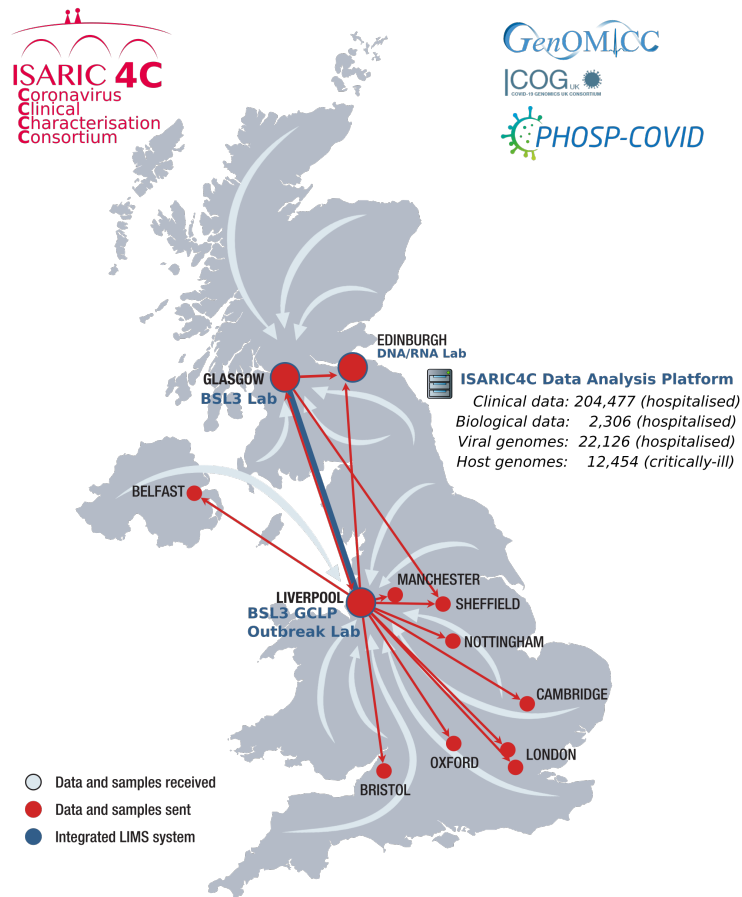 ISARIC 4C
Coronavirus
Clinical
Characterisation
Consortium
GenOMICC
COG UK
COVID-19 GENOMICS UK CONSORTIUM
PHOSP-COVID
EDINBURGH
DNA/RNA Lab
GLASGOW
BSL3 Lab
ISARIC4C Data Analysis Platform
Clinical data: 204,477 (hospitalised)
Biological data: 2,306 (hospitalised)
Viral genomes: 22,126 (hospitalised)
Host genomes: 12,454 (critically-ill)
BELFAST
MANCHESTER
LIVERPOOL
BSL3 GCLP
Outbreak Lab
SHEFFIELD
NOTTINGHAM
CAMBRIDGE
LONDON
OXFORD
BRISTOL
Data and samples received
Data and samples sent
Integrated LIMS system